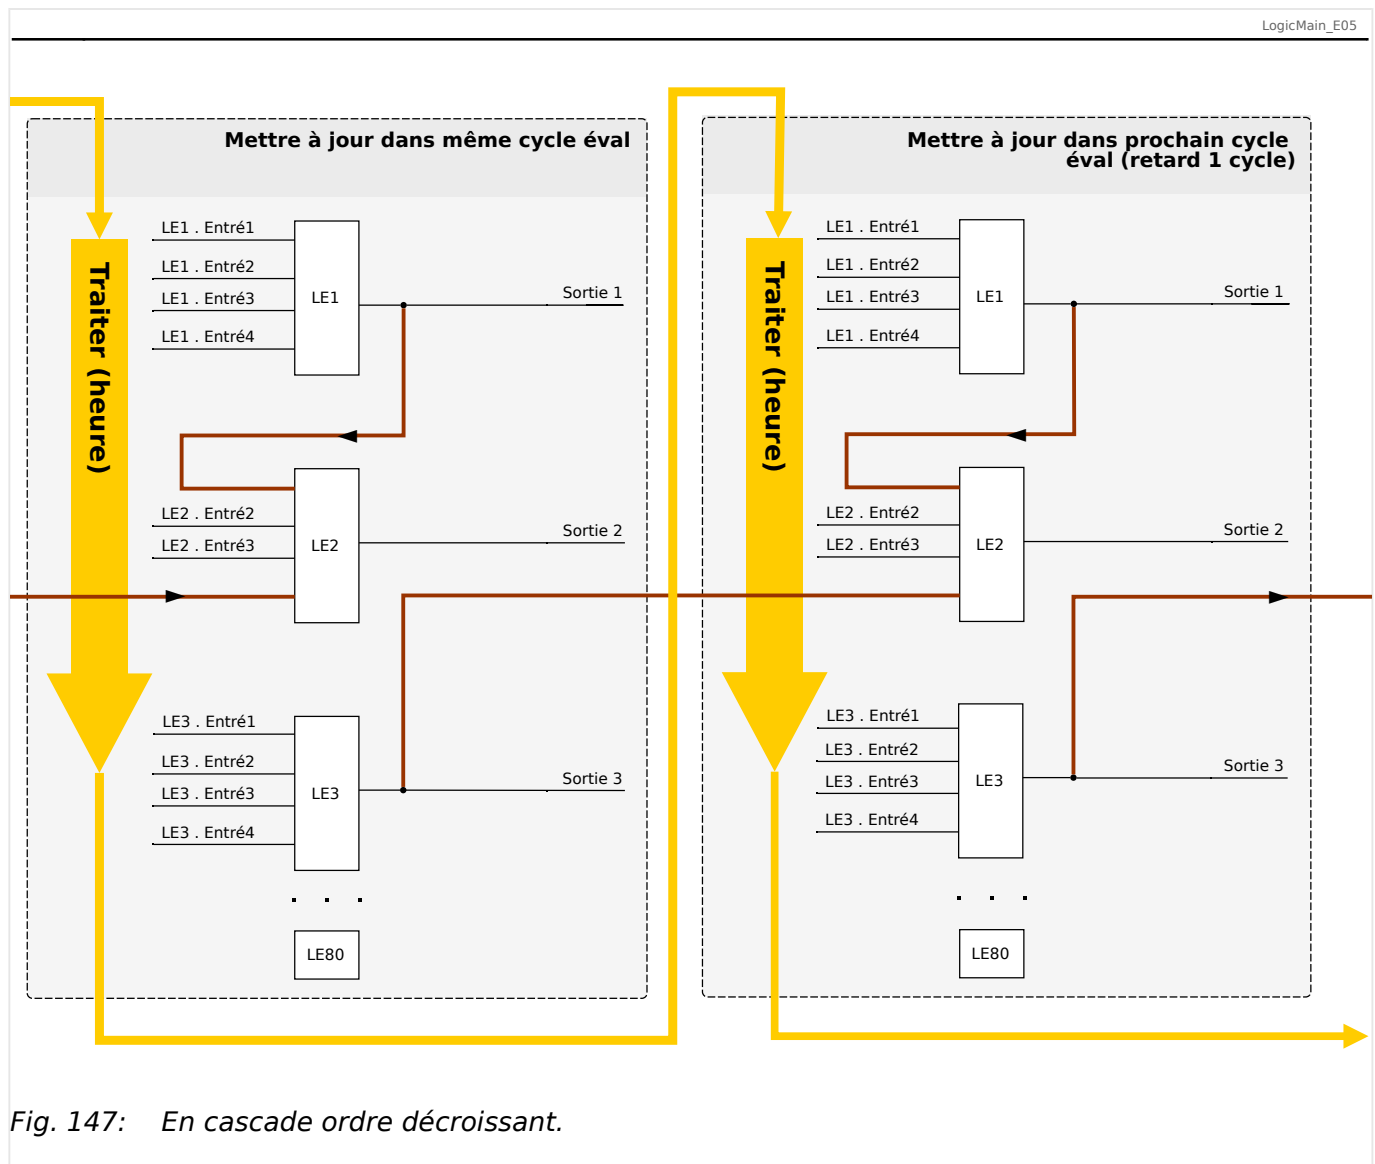 LogicMain_E05
Mettre à jour dans même cycle éval
Traiter (heure)
LE1 . Entré1
LE1 . Entré2
LE1 . Entré3
LE1 . Entré4
LE1
Sortie 1
LE2 . Entré2
LE2 . Entré3
LE2
Sortie 2
LE3 . Entré1
LE3 . Entré2
LE3 . Entré3
LE3 . Entré4
LE3
Sortie 3
. . .
LE80
Mettre à jour dans prochain cycle
éval (retard 1 cycle)
Traiter (heure)
LE1 . Entré1
LE1 . Entré2
LE1 . Entré3
LE1 . Entré4
LE1
Sortie 1
LE2 . Entré2
LE2 . Entré3
LE2
Sortie 2
LE3 . Entré1
LE3 . Entré2
LE3 . Entré3
LE3 . Entré4
LE3
Sortie 3
. . .
LE80
Fig. 147: En cascade ordre décroissant.